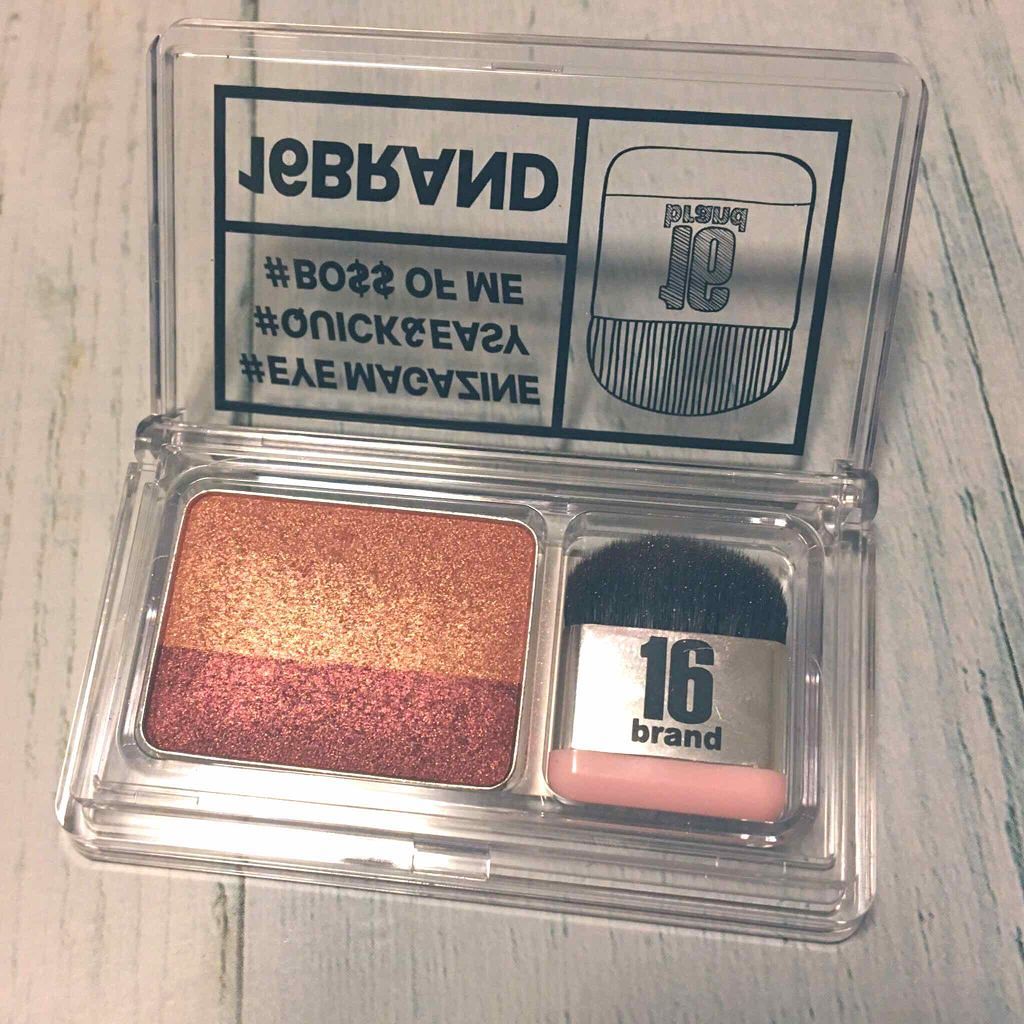 16BRAND
#BO$$ OF ME
#QUICK&EASY
#EYE MAGAZINE
brand
16
16
brand